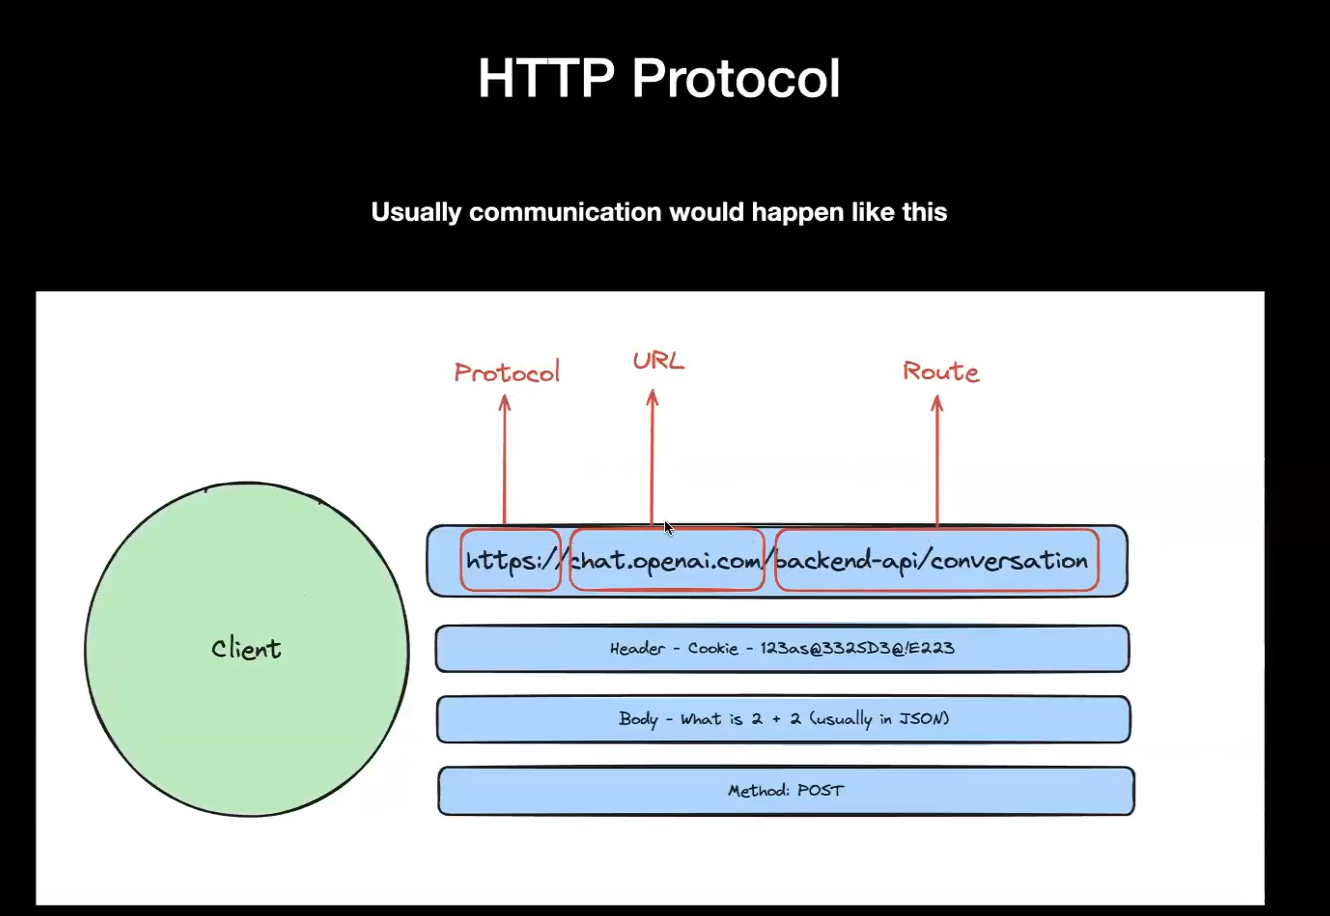 HTTP Protocol
Usually communication would happen like this
Protocol
URL
Route
https://chat.openai.com/backend-api/conversation
Client
Header - Cookie - 123as@3325D3@!E223
Body - What is 2 + 2 (usually in JSON)
Method: POST